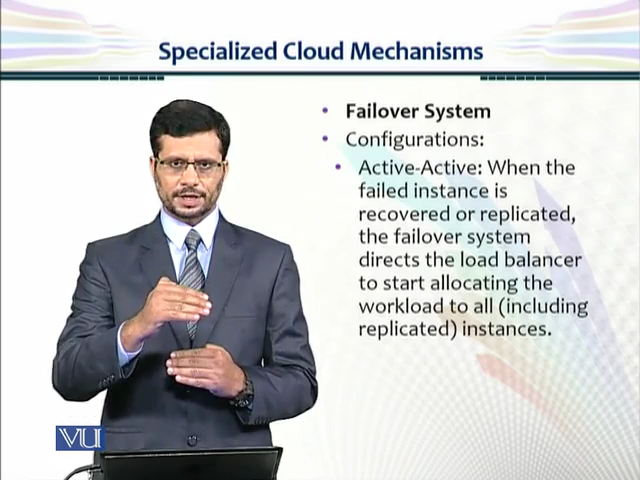 Specialized Cloud Mechanisms
• Failover System
• Configurations:
• Active-Active: When the
failed instance is
recovered or replicated,
the failover system
directs the load balancer
to start allocating the
workload to all (including
replicated) instances.
VU